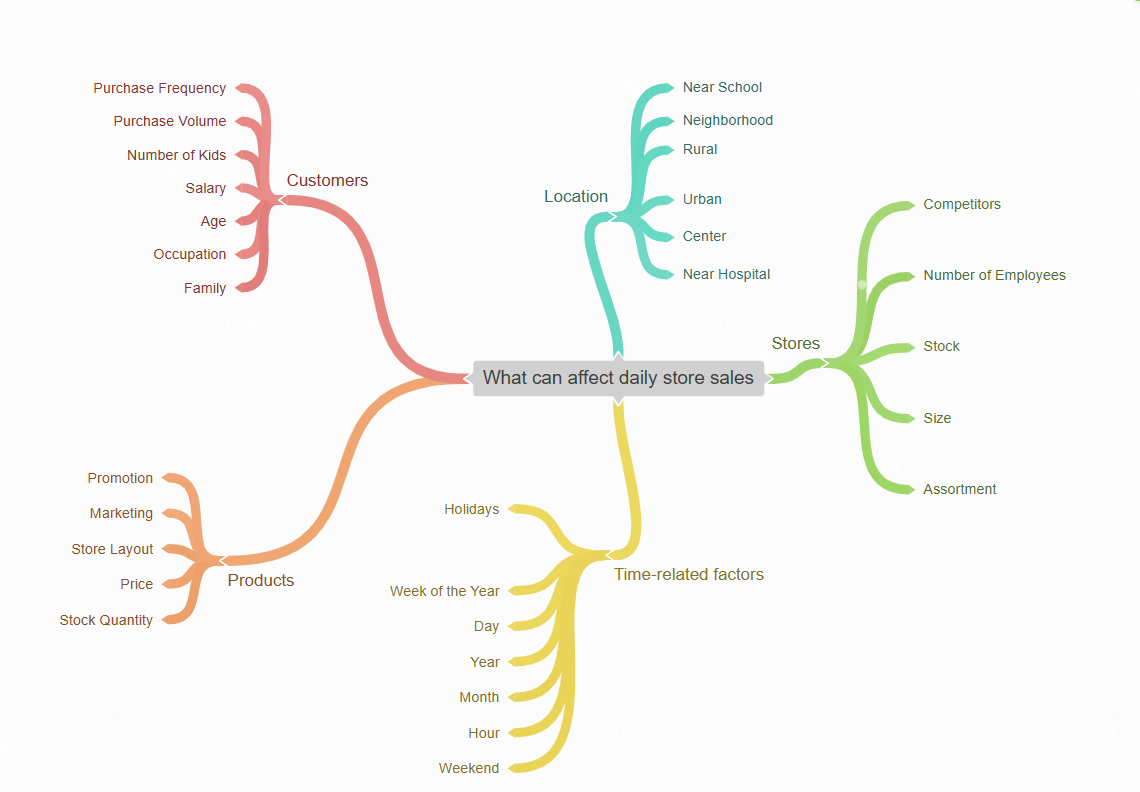 What can affect daily store sales
Customers
Purchase Frequency
Purchase Volume
Number of Kids
Salary
Age
Occupation
Family
Location
Near School
Neighborhood
Rural
Urban
Center
Near Hospital
Stores
Competitors
Number of Employees
Stock
Size
Assortment
Products
Promotion
Marketing
Store Layout
Price
Stock Quantity
Time-related factors
Holidays
Week of the Year
Day
Year
Month
Hour
Weekend